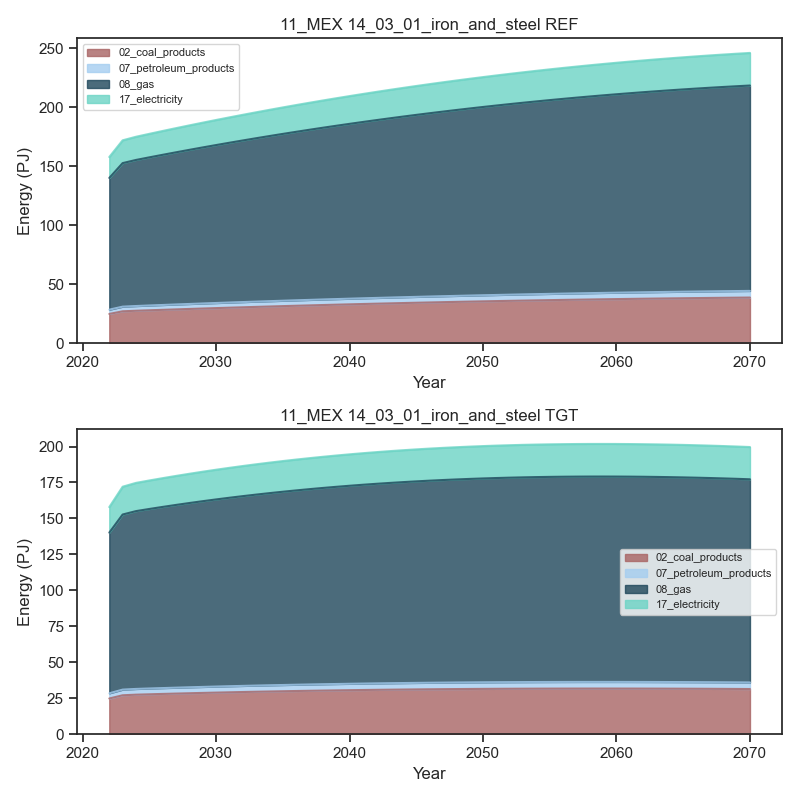 11_MEX 14_03_01_iron_and_steel REF
02_coal_products
07_petroleum_products
08_gas
17_electricity
250
200
150
100
50
0
Energy (PJ)
2020 2030 2040 2050 2060 2070
Year
11_MEX 14_03_01_iron_and_steel TGT
200
175
150
125
100
75
50
25
0
Energy (PJ)
02_coal_products
07_petroleum_products
08_gas
17_electricity
2020 2030 2040 2050 2060 2070
Year